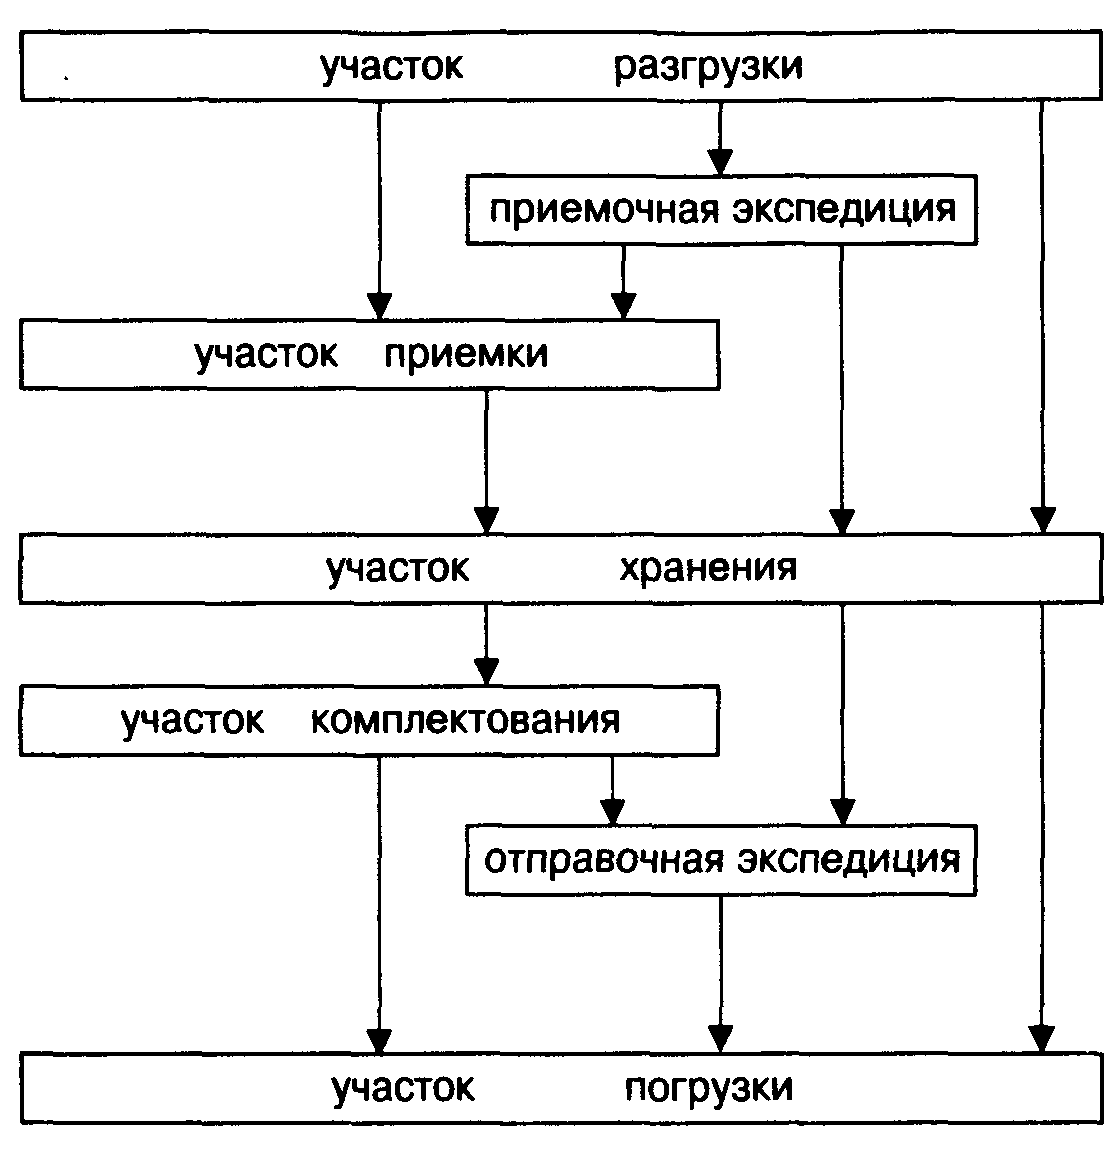 участок разгрузки
приемочная экспедиция
участок приемки
участок хранения
участок комплектования
отправочная экспедиция
участок погрузки